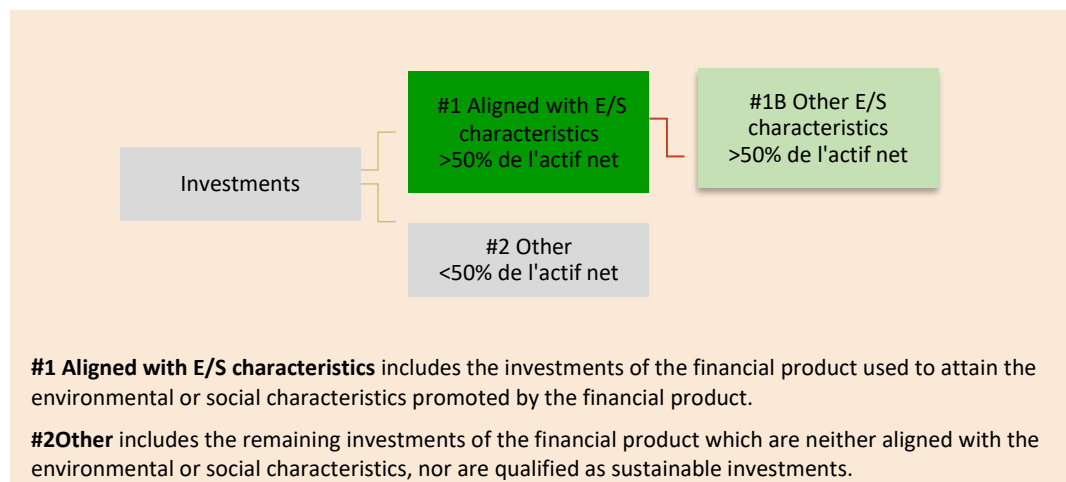 #1 Aligned with E/S
characteristics
>50% de l'actif net
#1B Other E/S
characteristics
>50% de l'actif net
Investments
#2 Other
<50% de l'actif net
#1 Aligned with E/S characteristics includes the investments of the financial product used to attain the
environmental or social characteristics promoted by the financial product.
#2Other includes the remaining investments of the financial product which are neither aligned with the
environmental or social characteristics, nor are qualified as sustainable investments.